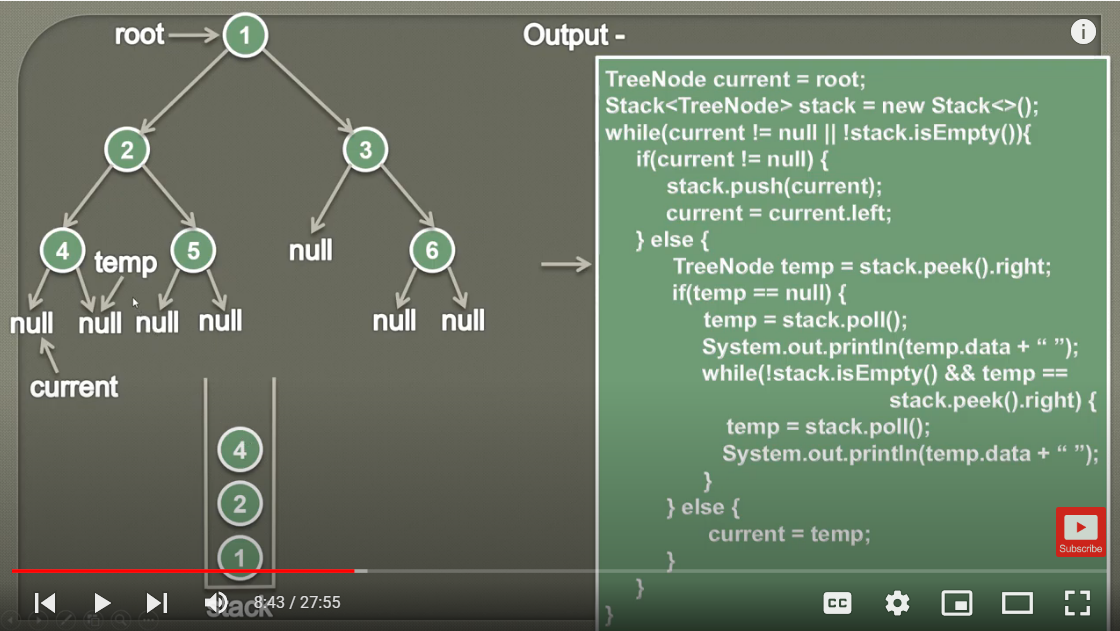 root
1
Output -
2
3
4
temp
5
null
6
null
null
null
null
null
null
current
4
2
1
stack
TreeNode current = root;
Stack<TreeNode> stack = new Stack<>();
while(current != null || !stack.isEmpty()){
if(current != null) {
stack.push(current);
current = current.left;
} else {
TreeNode temp = stack.peek().right;
if(temp == null) {
temp = stack.poll();
System.out.println(temp.data + “ ”);
while(!stack.isEmpty() && temp ==
stack.peek().right) {
temp = stack.poll();
System.out.println(temp.data + “ ”);
}
} else {
current = temp;
}
}
}
Subscribe
8:43 / 27:55
CC